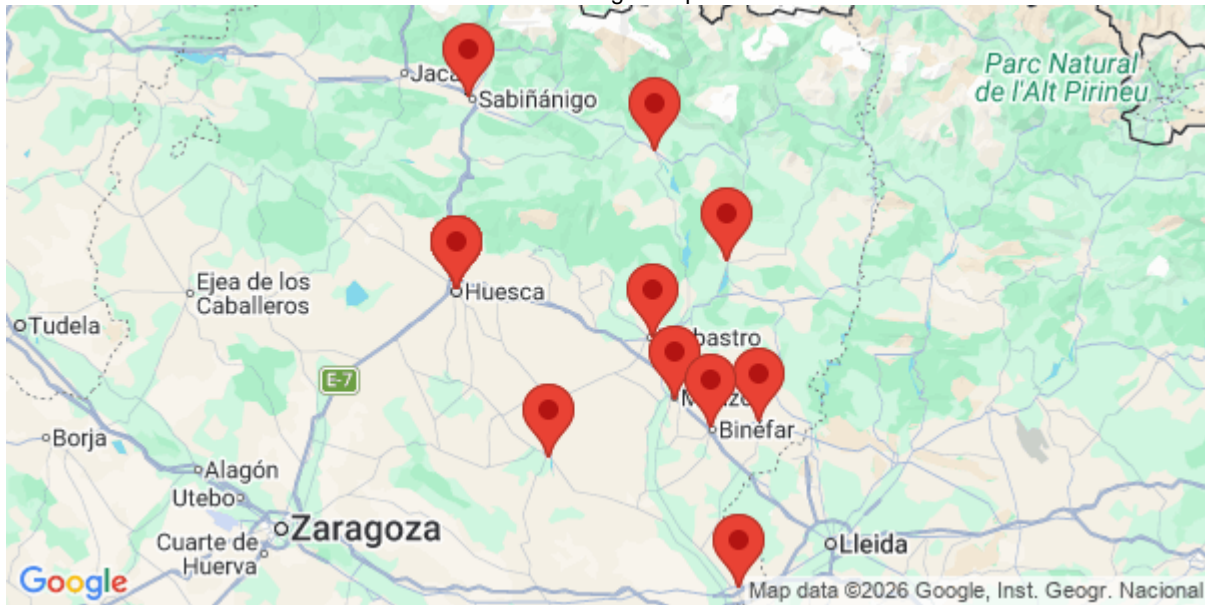 Parc Natural
de l'Alt Pirineu
Jaca
Sabiñánigo
Ejea de los
Caballeros
Huesca
Tudela
bastro
E-7
Binéfar
Borja
Alagón
Utebo
Zaragoza
Cuarte de
Huerva
Lleida
Google
Map data ©2026 Google, Inst. Geogr. Nacional